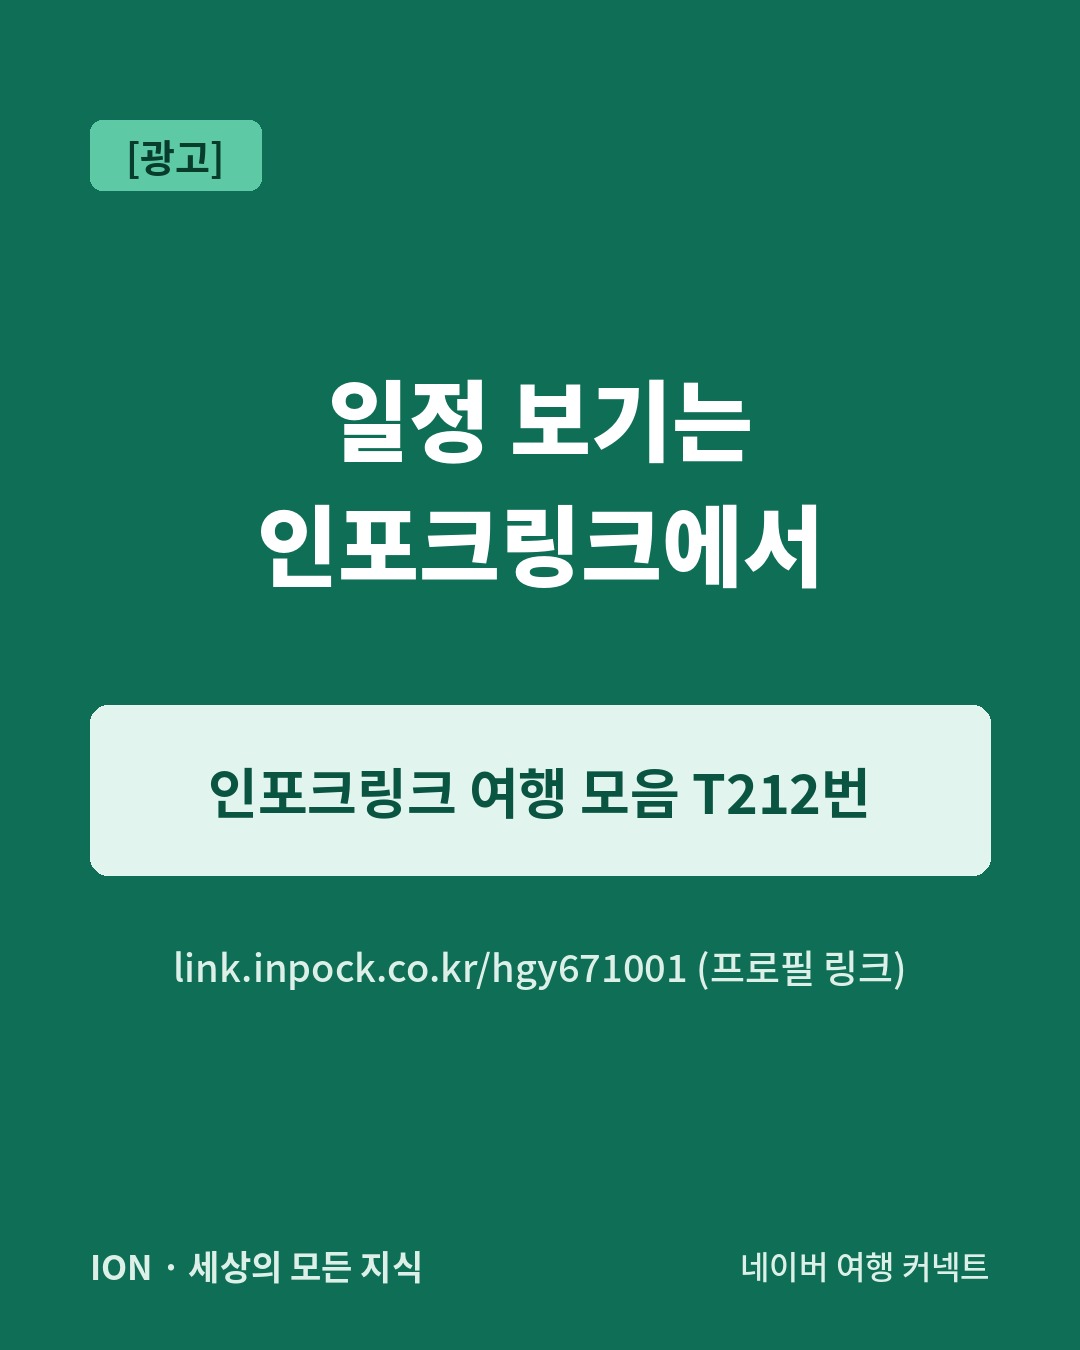 [광고]
일정 보기는
인포크링크에서
인포크링크 여행 모음 T212번
link.inpock.co.kr/hgy671001 (프로필 링크)
ION · 세상의 모든 지식
네이버 여행 커넥트